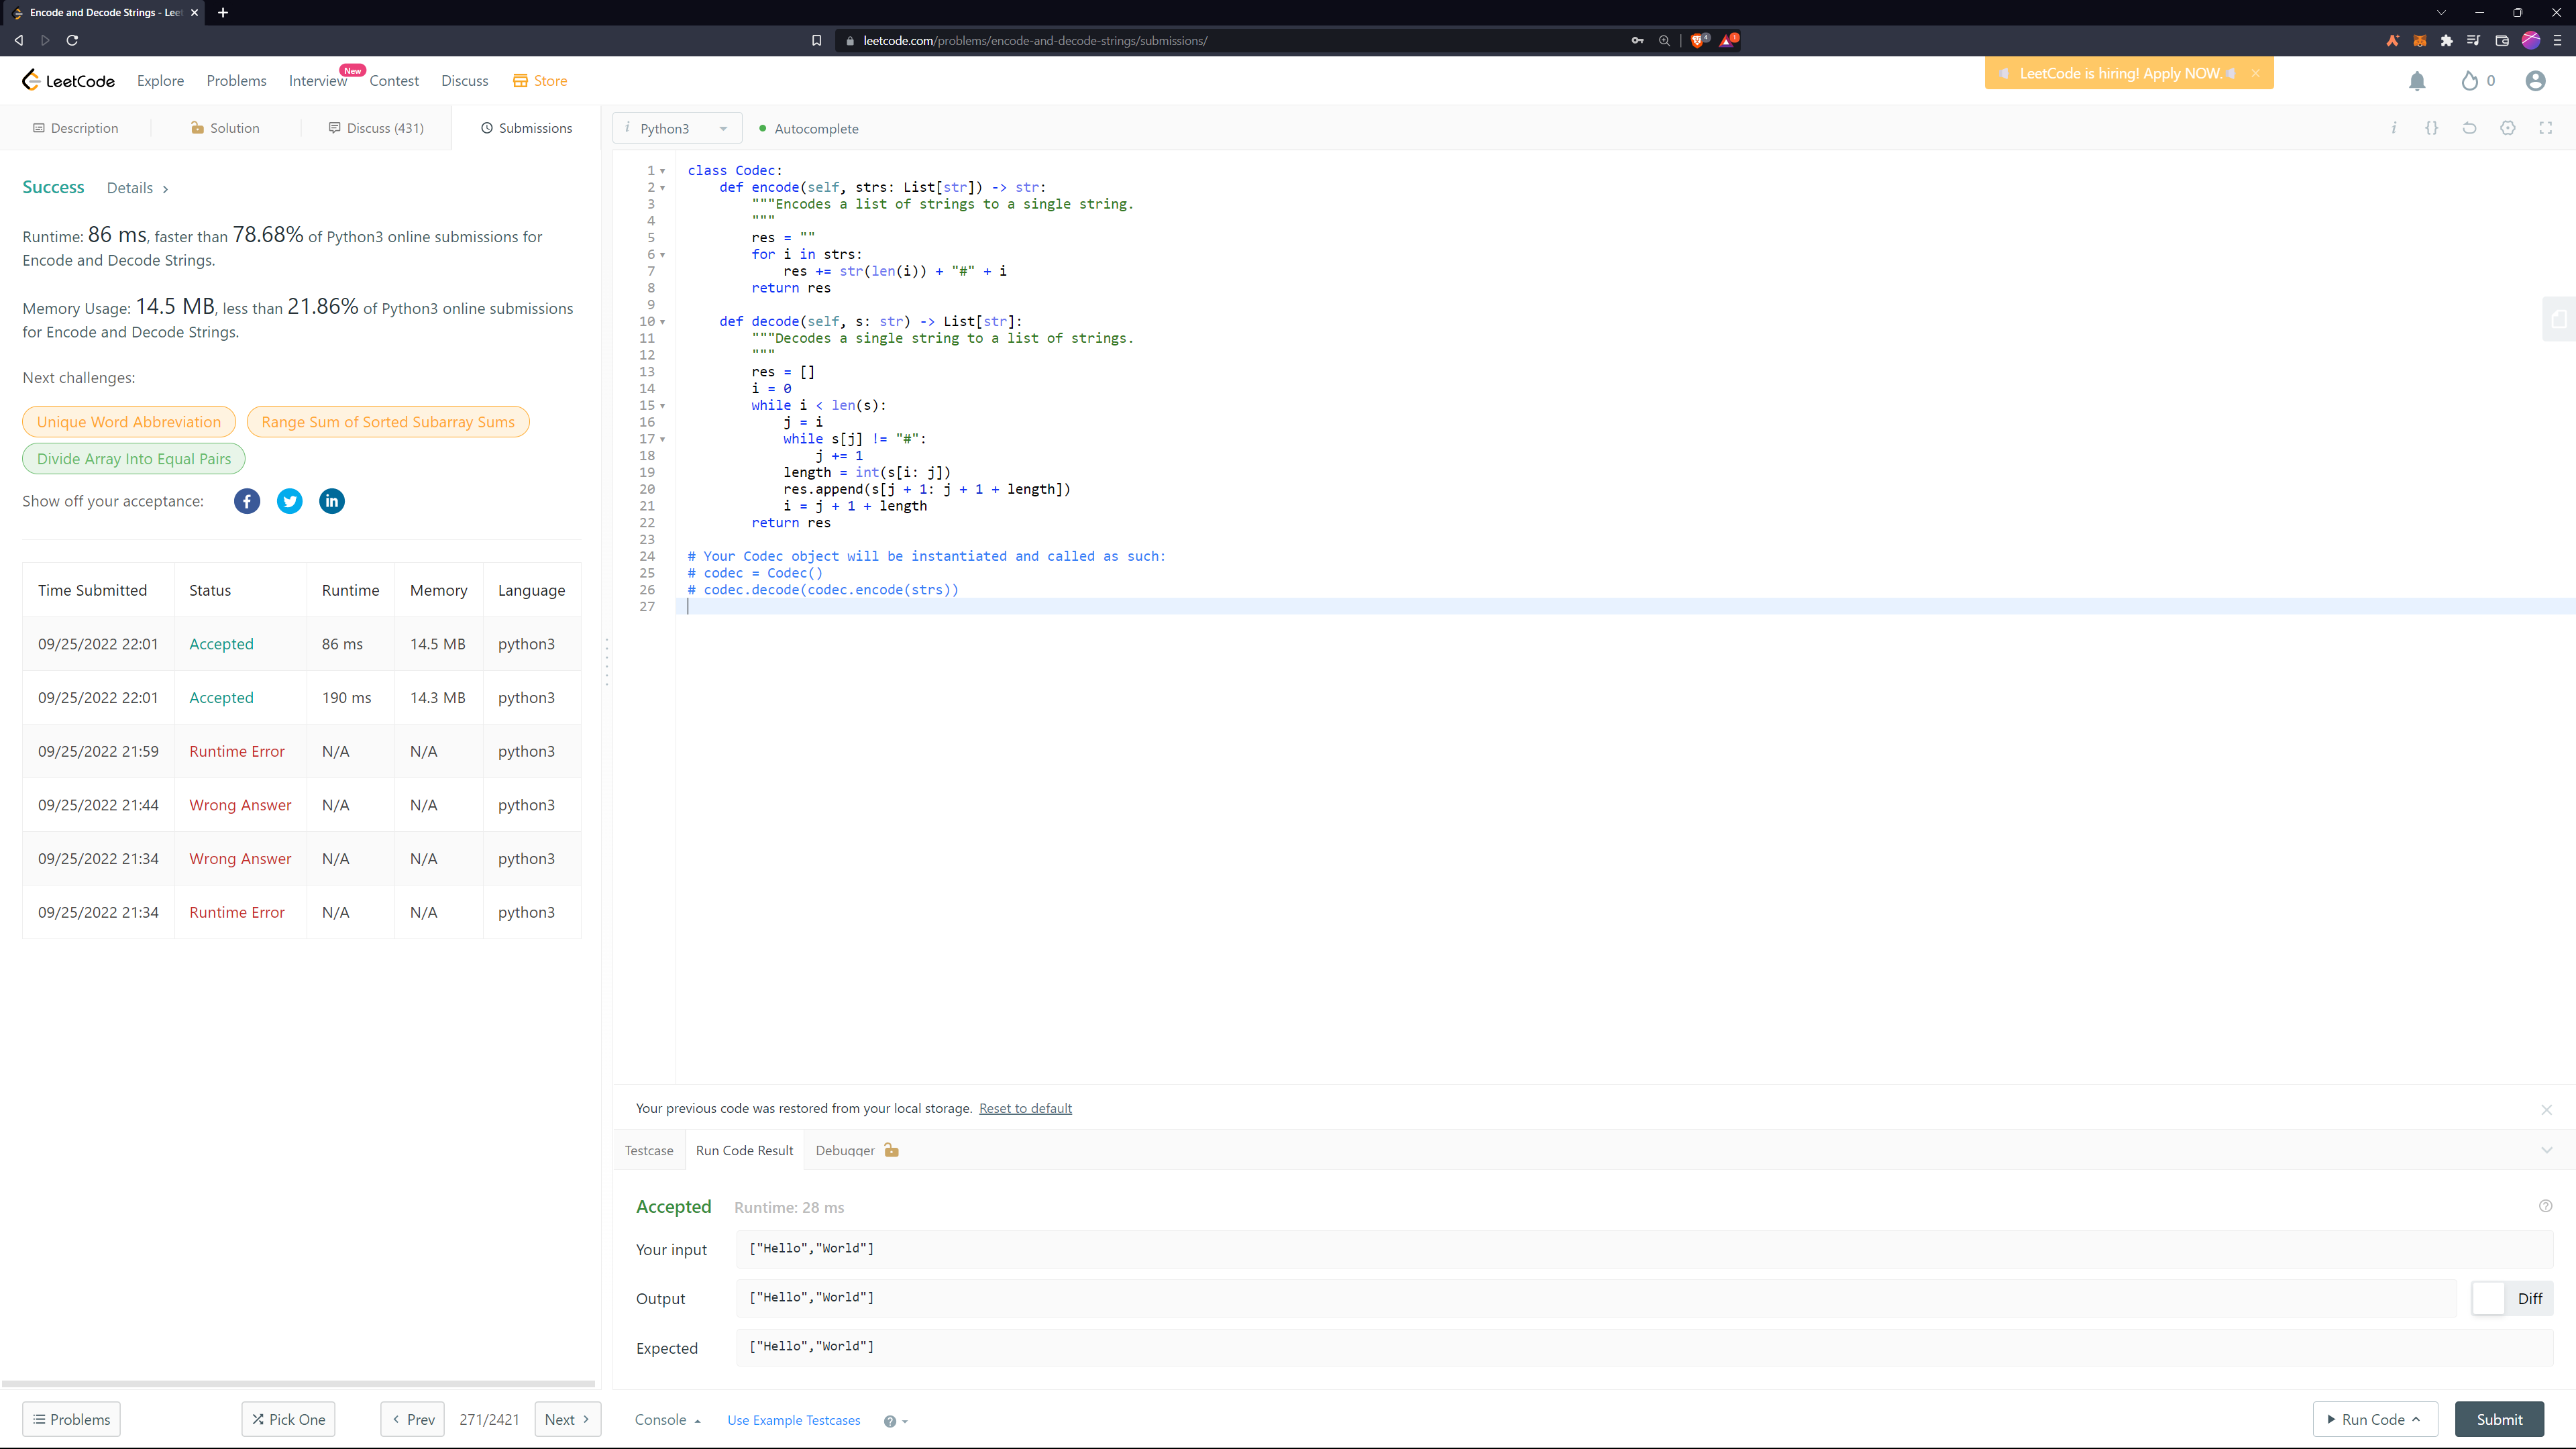 Encode and Decode Strings - Leet
leetcode.com/problems/encode-and-decode-strings/submissions/
LeetCode
Explore
Problems
Interview
New
Contest
Discuss
Store
LeetCode is hiring! Apply NOW.
0
Description
Solution
Discuss (431)
Submissions
Python3
Autocomplete
Success
Details
Runtime: 86 ms, faster than 78.68% of Python3 online submissions for
Encode and Decode Strings.
Memory Usage: 14.5 MB, less than 21.86% of Python3 online submissions
for Encode and Decode Strings.
Next challenges:
Unique Word Abbreviation
Range Sum of Sorted Subarray Sums
Divide Array Into Equal Pairs
Show off your acceptance:
Time Submitted Status Runtime Memory Language
09/25/2022 22:01 Accepted 86 ms 14.5 MB python3
09/25/2022 22:01 Accepted 190 ms 14.3 MB python3
09/25/2022 21:59 Runtime Error N/A N/A python3
09/25/2022 21:44 Wrong Answer N/A N/A python3
09/25/2022 21:34 Wrong Answer N/A N/A python3
09/25/2022 21:34 Runtime Error N/A N/A python3
1 class Codec:
2     def encode(self, strs: List[str]) -> str:
3         """Encodes a list of strings to a single string.
4         """
5         res = ""
6         for i in strs:
7             res += str(len(i)) + "#" + i
8         return res
9
10     def decode(self, s: str) -> List[str]:
11         """Decodes a single string to a list of strings.
12         """
13         res = []
14         i = 0
15         while i < len(s):
16             j = i
17             while s[j] != "#":
18                 j += 1
19             length = int(s[i: j])
20             res.append(s[j + 1: j + 1 + length])
21             i = j + 1 + length
22         return res
23
24 # Your Codec object will be instantiated and called as such:
25 # codec = Codec()
26 # codec.decode(codec.encode(strs))
27
Your previous code was restored from your local storage. Reset to default
Testcase
Run Code Result
Debugger
Accepted
Runtime: 28 ms
Your input
["Hello","World"]
Output
["Hello","World"]
Diff
Expected
["Hello","World"]
Problems
Pick One
Prev
271/2421
Next
Console
Use Example Testcases
Run Code
Submit